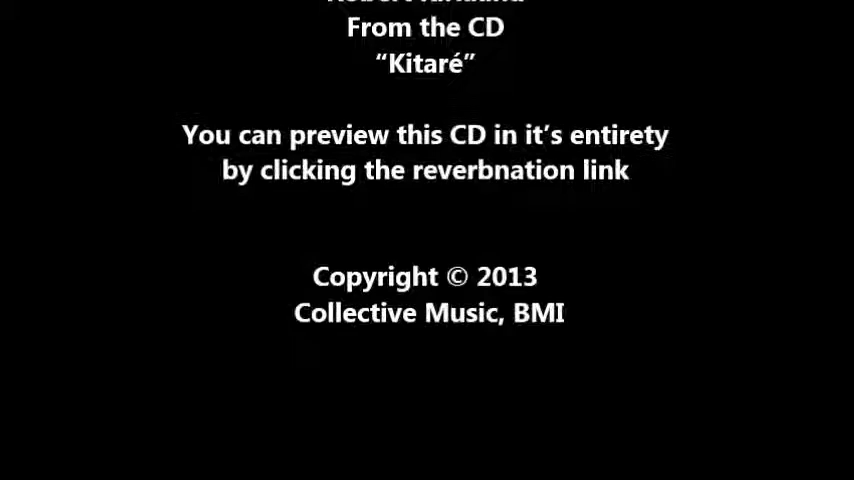 From the CD
“Kitaré”
You can preview this CD in it’s entirety
by clicking the reverbnation link
Copyright © 2013
Collective Music, BMI